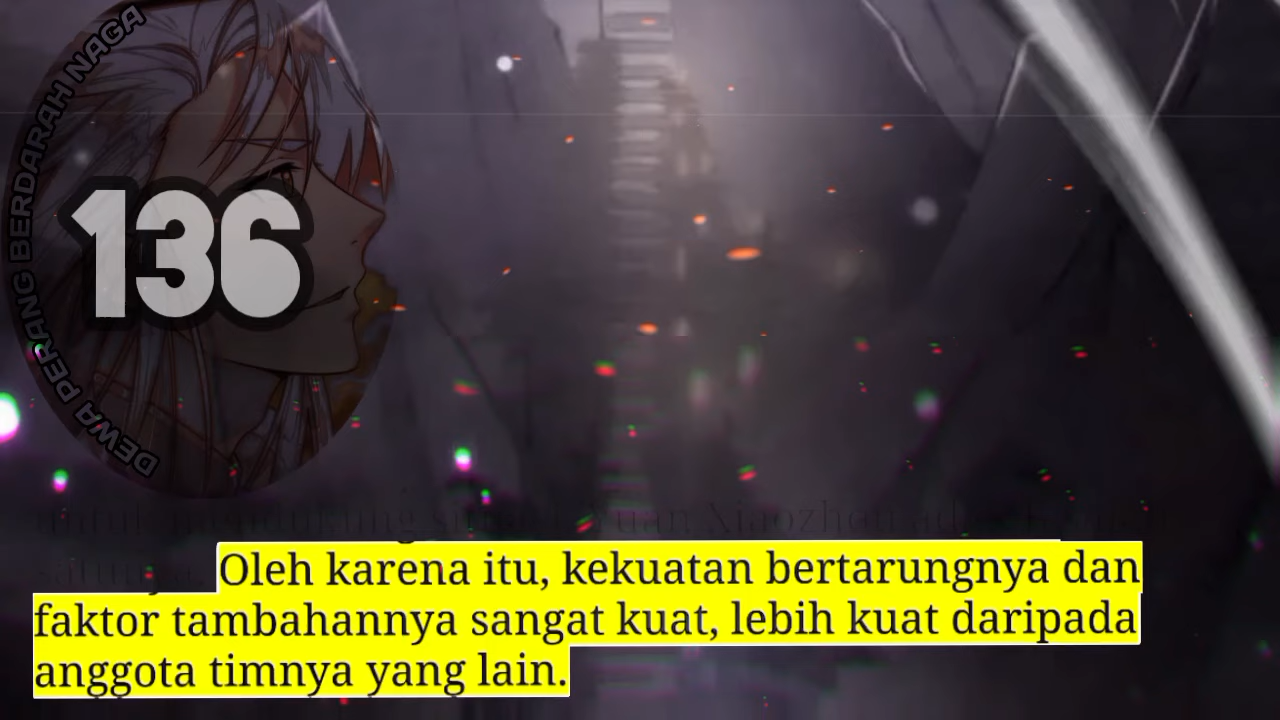 DEWA PERANG BERDARAH NAGA
136
Oleh karena itu, kekuatan bertarungnya dan
faktor tambahannya sangat kuat, lebih kuat daripada
anggota timnya yang lain.